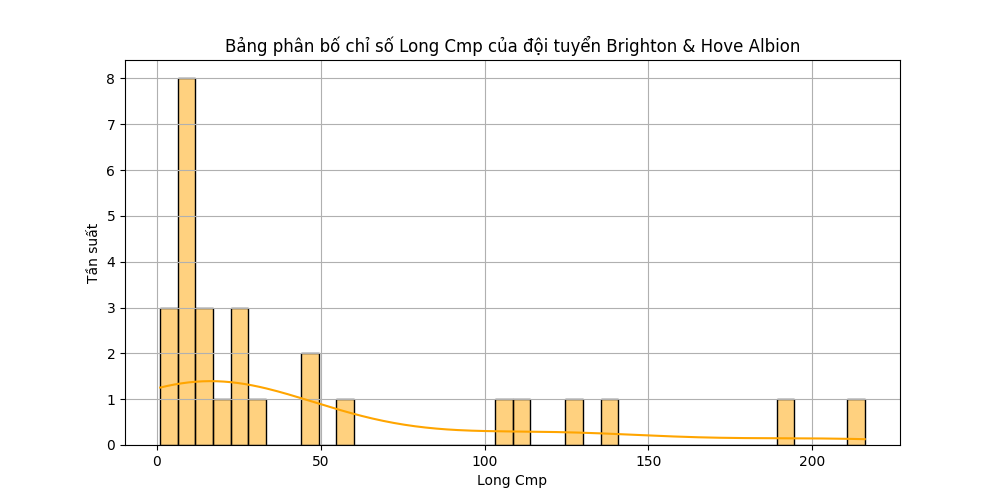 Bảng phân bố chỉ số Long Cmp của đội tuyển Brighton & Hove Albion
8
7
6
5
4
3
2
1
0
Tần suất
0 50 100 150 200
Long Cmp